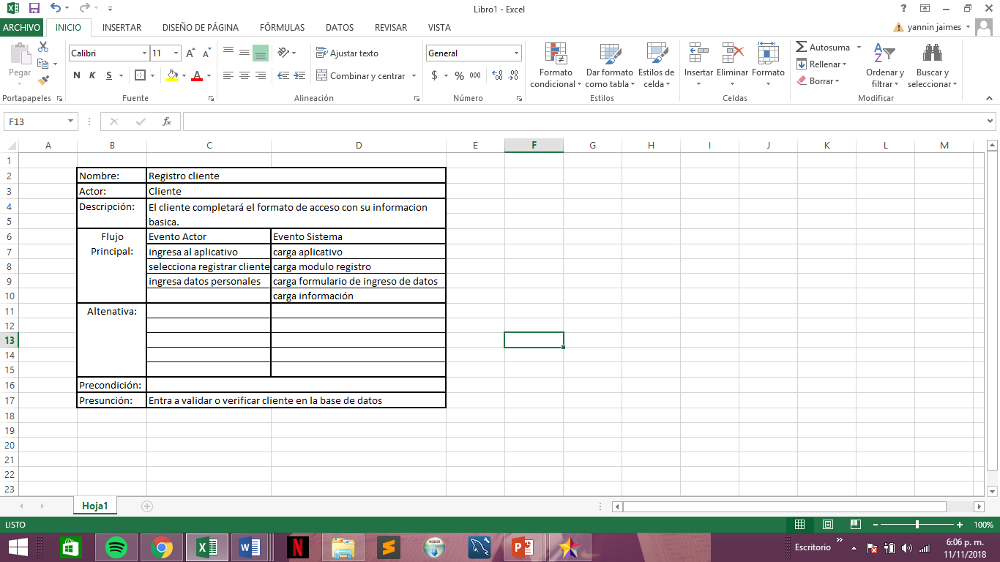 Libro1 - Excel
ARCHIVO INICIO INSERTAR DISEÑO DE PÁGINA FÓRMULAS DATOS REVISAR VISTA yannin jaimes
Pegar
Calibri 11
N K S
Ajustar texto
Combinar y centrar
General
$ % 000
Formato condicional
Dar formato como tabla
Estilos de celda
Insertar Eliminar Formato
Autosuma
Rellenar
Borrar
Ordenar y filtrar
Buscar y seleccionar
Portapapeles Fuente Alineación Número Estilos Celdas Modificar
F13 fx
A B C D E F G H I J K L M
1
2 Nombre: Registro cliente
3 Actor: Cliente
4 Descripción: El cliente completará el formato de acceso con su informacion
5 basica.
6 Flujo Evento Actor Evento Sistema
7 Principal: ingresa al aplicativo carga aplicativo
8 selecciona registrar cliente carga modulo registro
9 ingresa datos personales carga formulario de ingreso de datos
10 carga información
11 Altenativa:
12
13
14
15
16 Precondición:
17 Presunción: Entra a validar o verificar cliente en la base de datos
18
19
20
21
22
23
Hoja1
LISTO 100%
Escritorio 6:06 p. m.
11/11/2018